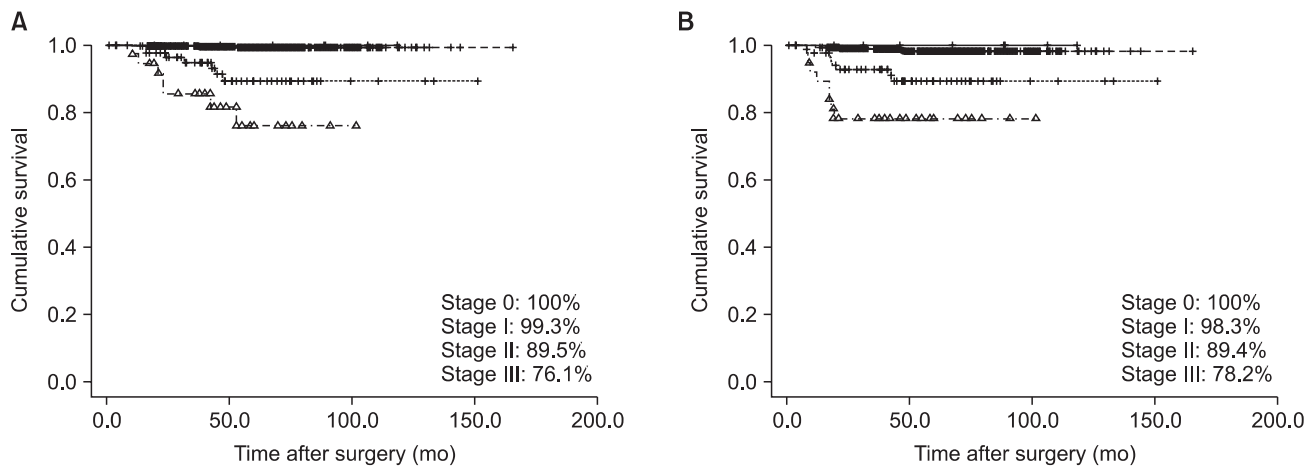 A
Cumulative survival
1.0
0.8
0.6
0.4
0.2
0.0
Stage 0: 100%
Stage I: 99.3%
Stage II: 89.5%
Stage III: 76.1%
0.0 50.0 100.0 150.0 200.0
Time after surgery (mo)
B
Cumulative survival
1.0
0.8
0.6
0.4
0.2
0.0
Stage 0: 100%
Stage I: 98.3%
Stage II: 89.4%
Stage III: 78.2%
0.0 50.0 100.0 150.0 200.0
Time after surgery (mo)